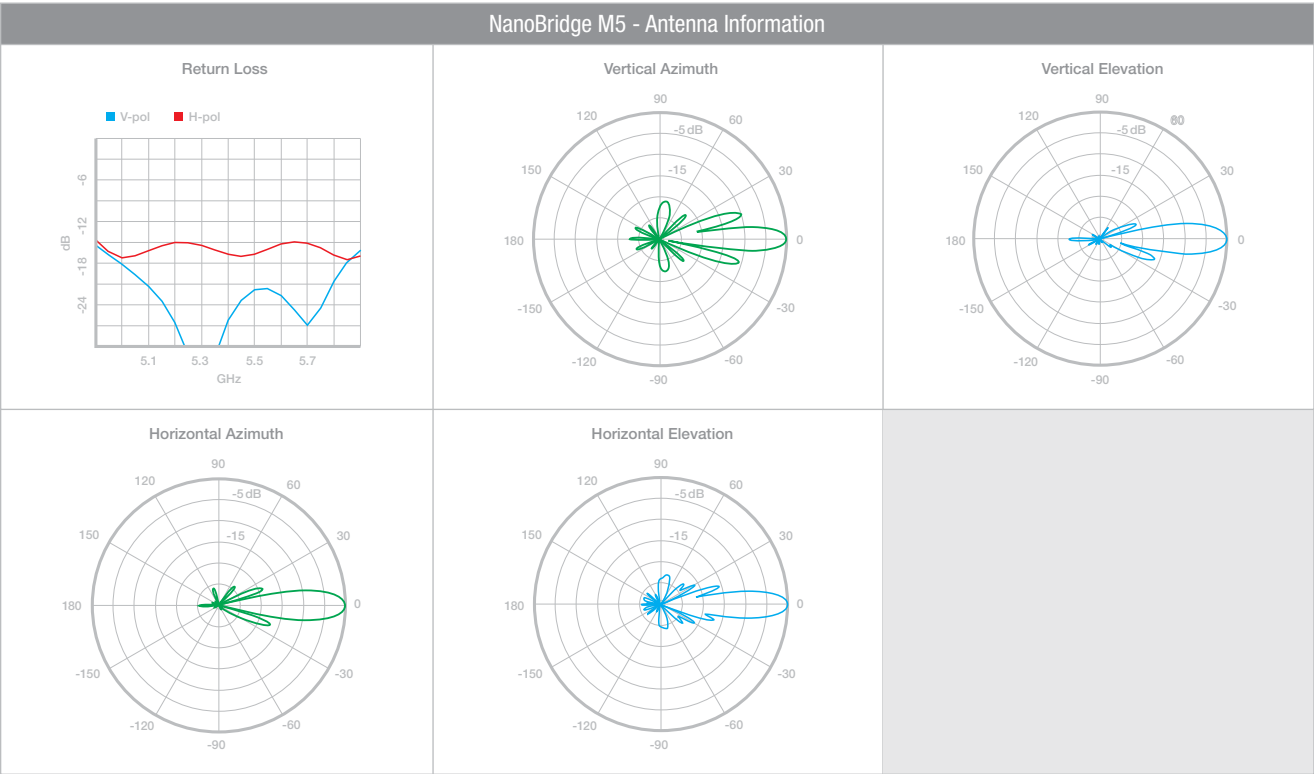 NanoBridge M5 - Antenna Information
Return Loss
V-pol H-pol
-6
-12
-18
-24
dB
5.1 5.3 5.5 5.7
GHz
Vertical Azimuth
90
120 60
-5 dB
150 -15 30
180 0
-150 -30
-120 -60
-90
Vertical Elevation
90
120
-5 dB
150 -15 30
180 0
-150 -30
-120 -60
-90
Horizontal Azimuth
90
120 60
-5 dB
150 -15 30
180 0
-150 -30
-120 -60
-90
Horizontal Elevation
90
120 60
-5 dB
150 -15 30
180 0
-150 -30
-120 -60
-90